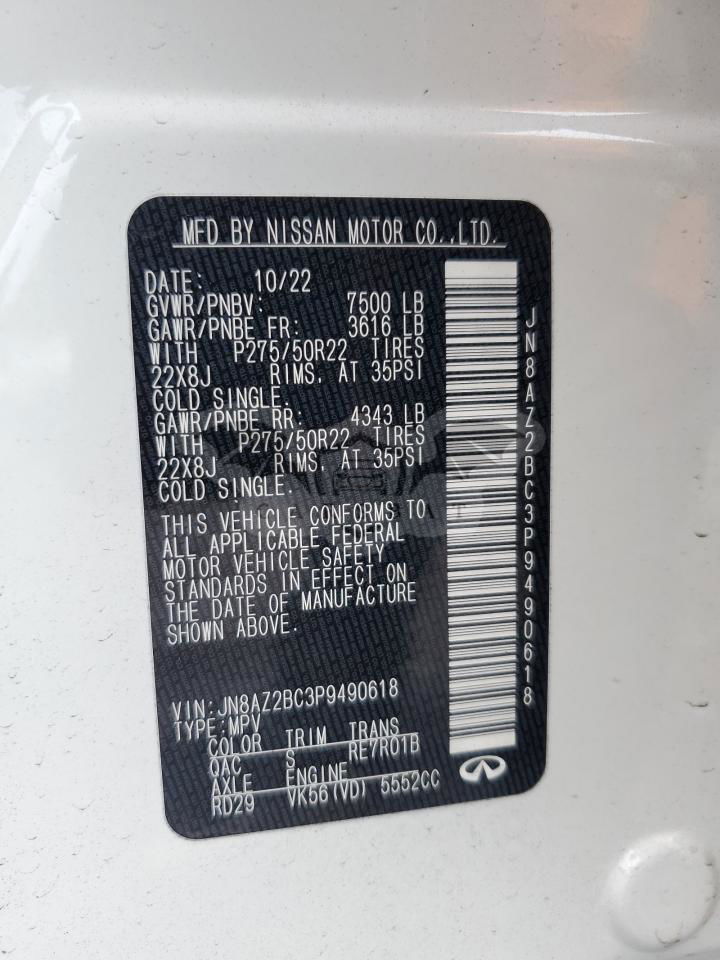 MFD BY NISSAN MOTOR CO.,LTD.
DATE: 10/22
GVWR/PNBV: 7500 LB
GAWR/PNBE FR: 3616 LB
WITH P275/50R22 TIRES
22X8J RIMS, AT 35PSI
COLD SINGLE.
GAWR/PNBE RR: 4343 LB
WITH P275/50R22 TIRES
22X8J RIMS, AT 35PSI
COLD SINGLE.
THIS VEHICLE CONFORMS TO
ALL APPLICABLE FEDERAL
MOTOR VEHICLE SAFETY
STANDARDS IN EFFECT ON
THE DATE OF MANUFACTURE
SHOWN ABOVE.
VIN:JN8AZ2BC3P9490618
TYPE:MPV
COLOR TRIM TRANS
QAC S RE7R01B
AXLE ENGINE
RD29 VK56(VD) 5552CC
JN8AZ2BC3P9490618